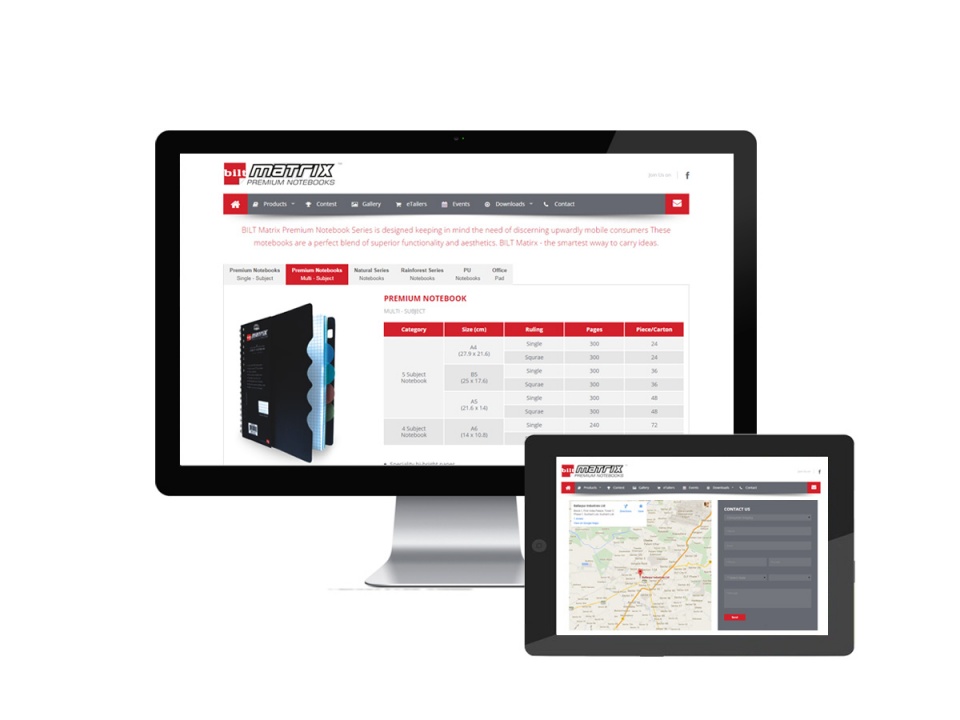 bilt MATRIX ™
PREMIUM NOTEBOOKS
Join Us on
Products Contest Gallery eTailers Events Downloads Contact
BILT Matrix Premium Notebook Series is designed keeping in mind the need of discerning upwardly mobile consumers These
motebooks are a perfect blend of superior functionality and aesthetics. BILT Matirx - the smartest wway to carry ideas.
Premium Notebooks Premium Notebooks Natural Series Rainforest Series PU Office
Single - Subject Multi - Subject Notebooks Notebooks Notebooks Pad
PREMIUM NOTEBOOK
MULTI - SUBJECT
Category Size (cm) Ruling Pages Piece/Carton
5 Subject Notebook A4 (27.9 x 21.6) Single 300 24
Squrae 300 24
B5 (25 x 17.6) Single 300 36
Squrae 300 36
A5 (21.6 x 14) Single 300 48
Squrae 300 48
4 Subject Notebook A6 (14 x 10.8) Single 240 72
MATRIX
bilt MATRIX
PREMIUM NOTEBOOKS
Products Contest Gallery eTailers Events Downloads Contact
CONTACT US